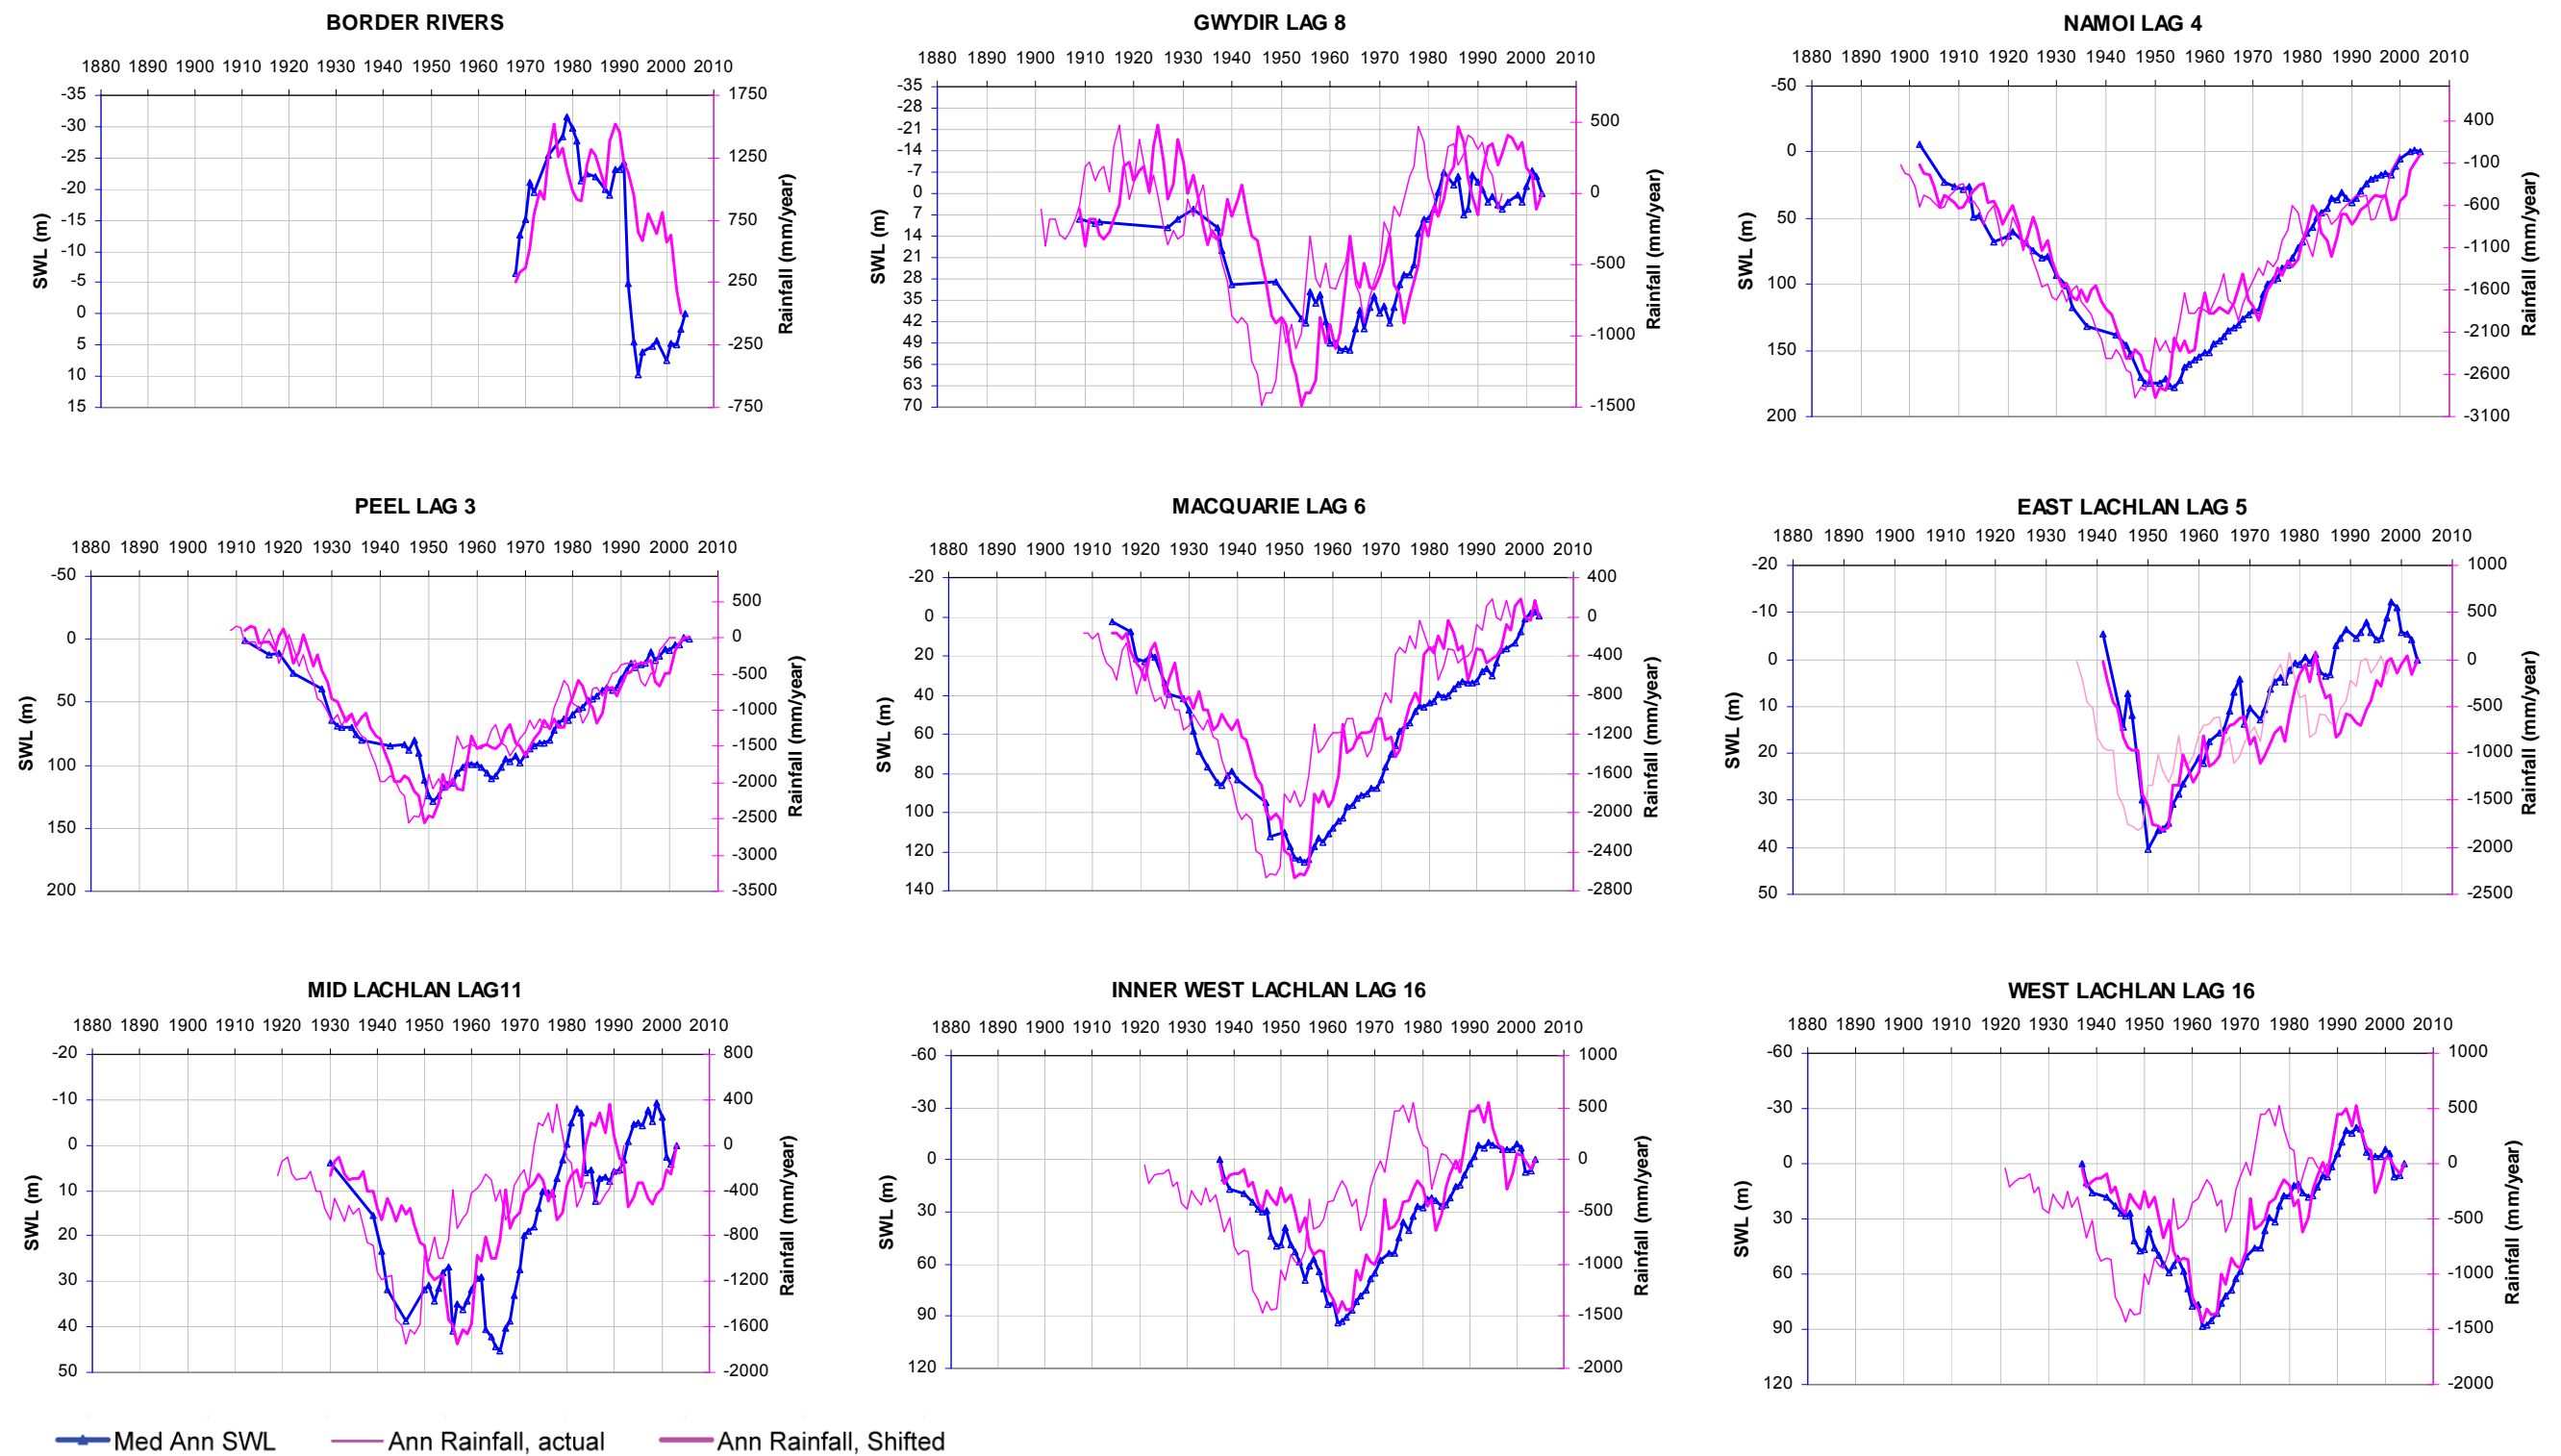 BORDER RIVERS
1880 1890 1900 1910 1920 1930 1940 1950 1960 1970 1980 1990 2000 2010
-35 -30 -25 -20 -15 -10 -5 0 5 10 15
SWL (m)
1750 1250 750 250 -250 -750
Rainfall (mm/year)
GWYDIR LAG 8
1880 1890 1900 1910 1920 1930 1940 1950 1960 1970 1980 1990 2000 2010
-35 -28 -21 -14 -7 0 7 14 21 28 35 42 49 56 63 70
SWL (m)
500 0 -500 -1000 -1500
Rainfall (mm/year)
NAMOI LAG 4
1880 1890 1900 1910 1920 1930 1940 1950 1960 1970 1980 1990 2000 2010
-50 0 50 100 150 200
SWL (m)
400 -100 -600 -1100 -1600 -2100 -2600 -3100
Rainfall (mm/year)
PEEL LAG 3
1880 1890 1900 1910 1920 1930 1940 1950 1960 1970 1980 1990 2000 2010
-50 0 50 100 150 200
SWL (m)
500 0 -500 -1000 -1500 -2000 -2500 -3000 -3500
Rainfall (mm/year)
MACQUARIE LAG 6
1880 1890 1900 1910 1920 1930 1940 1950 1960 1970 1980 1990 2000 2010
-20 0 20 40 60 80 100 120 140
SWL (m)
400 0 -400 -800 -1200 -1600 -2000 -2400 -2800
Rainfall (mm/year)
EAST LACHLAN LAG 5
1880 1890 1900 1910 1920 1930 1940 1950 1960 1970 1980 1990 2000 2010
-20 -10 0 10 20 30 40 50
SWL (m)
1000 500 0 -500 -1000 -1500 -2000 -2500
Rainfall (mm/year)
MID LACHLAN LAG11
1880 1890 1900 1910 1920 1930 1940 1950 1960 1970 1980 1990 2000 2010
-20 -10 0 10 20 30 40 50
SWL (m)
800 400 0 -400 -800 -1200 -1600 -2000
Rainfall (mm/year)
INNER WEST LACHLAN LAG 16
1880 1890 1900 1910 1920 1930 1940 1950 1960 1970 1980 1990 2000 2010
-60 -30 0 30 60 90 120
SWL (m)
1000 500 0 -500 -1000 -1500 -2000
Rainfall (mm/year)
WEST LACHLAN LAG 16
1880 1890 1900 1910 1920 1930 1940 1950 1960 1970 1980 1990 2000 2010
-60 -30 0 30 60 90 120
SWL (m)
1000 500 0 -500 -1000 -1500 -2000
Rainfall (mm/year)
Med Ann SWL Ann Rainfall, actual Ann Rainfall, Shifted